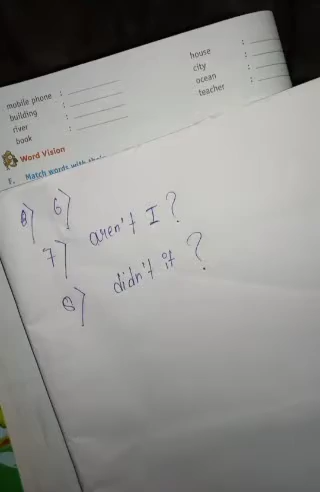 mobile phone : house :
building : city :
river : ocean :
book : teacher :
Word Vision
F. Match words with their
8) 6)
7) aren't I?
8) didn't it?